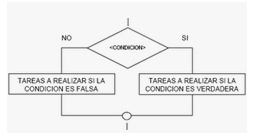 NO
SI
<CONDICION>
TAREAS A REALIZAR SI LA
CONDICION ES FALSA
TAREAS A REALIZAR SI LA
CONDICION ES VERDADERA